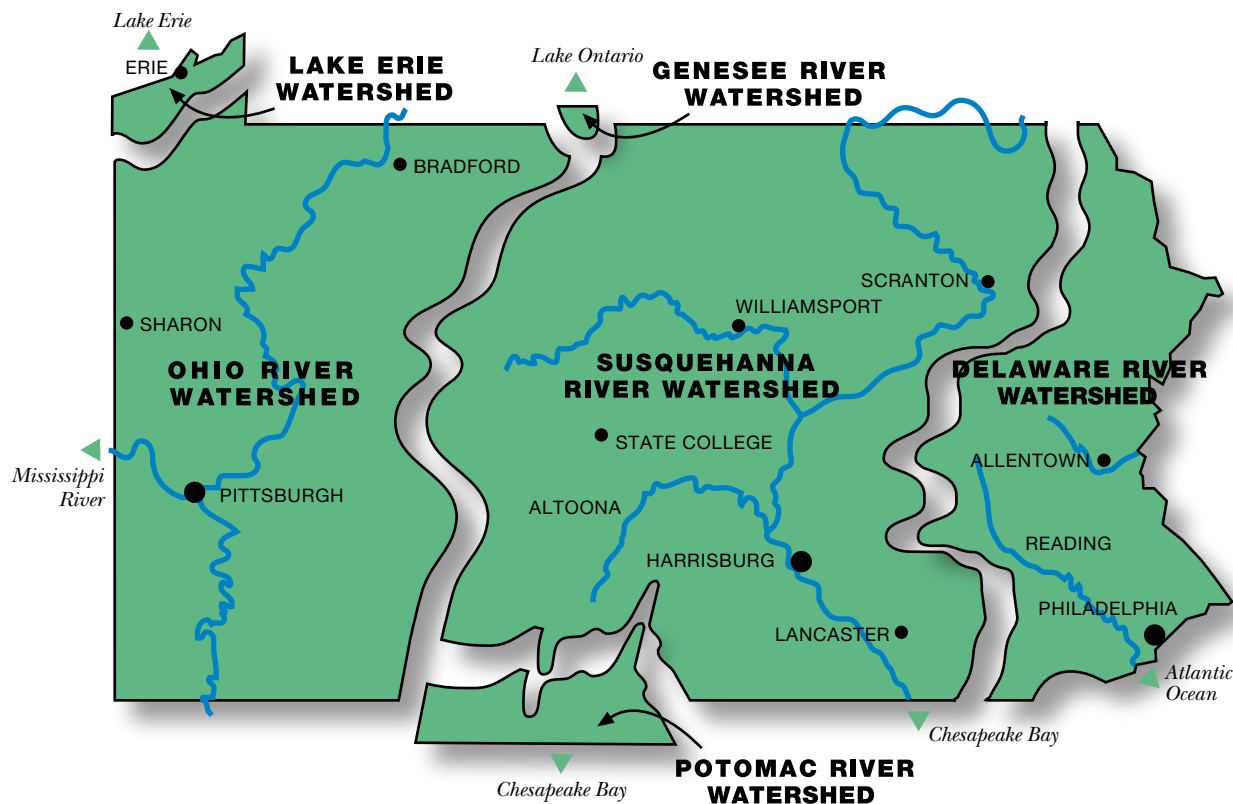 Lake Erie
ERIE
LAKE ERIE
WATERSHED
Lake Ontario
GENESEE RIVER
WATERSHED
BRADFORD
SHARON
OHIO RIVER
WATERSHED
Mississippi
River
PITTSBURGH
SCRANTON
WILLIAMSPORT
SUSQUEHANNA
RIVER WATERSHED
STATE COLLEGE
ALTOONA
HARRISBURG
LANCASTER
DELAWARE RIVER
WATERSHED
ALLENTOWN
READING
PHILADELPHIA
Atlantic
Ocean
Chesapeake Bay
Chesapeake Bay
POTOMAC RIVER
WATERSHED